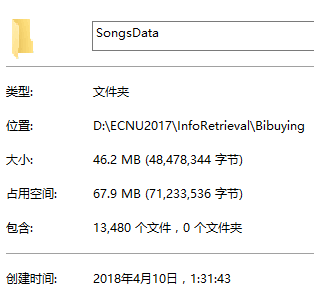 SongsData
类型: 文件夹
位置: D:\ECNU2017\InfoRetrieval\Bibuying
大小: 46.2 MB (48,478,344 字节)
占用空间: 67.9 MB (71,233,536 字节)
包含: 13,480 个文件，0 个文件夹
创建时间: 2018年4月10日，1:31:43